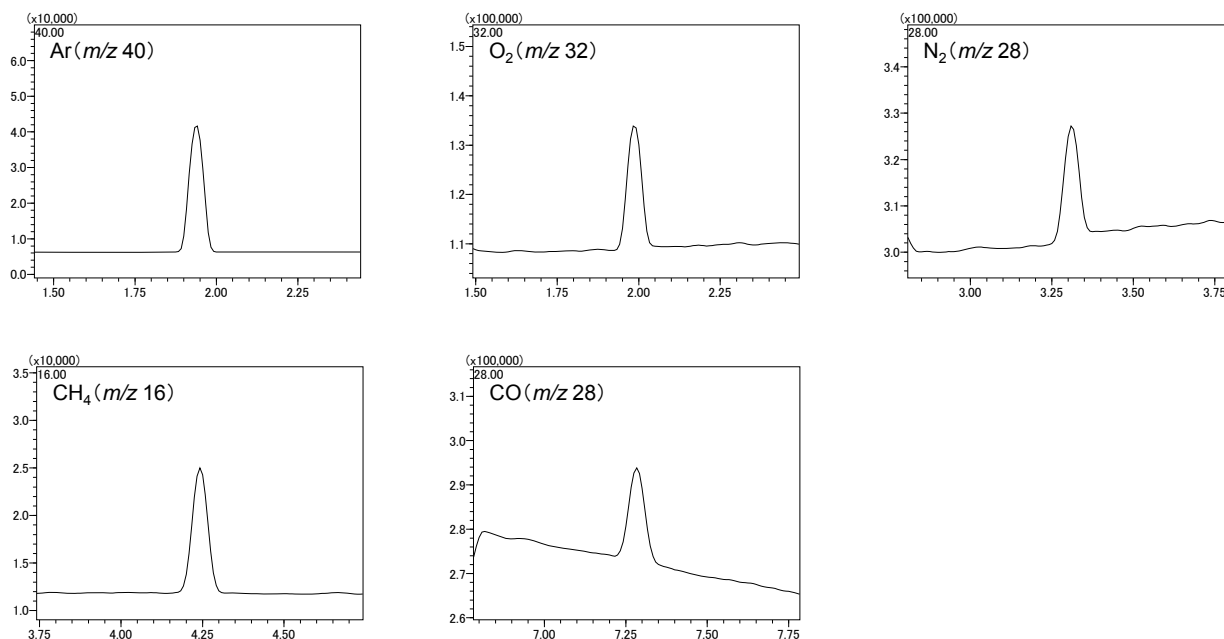 (x10,000)
40.00
Ar(m/z 40)
6.0
5.0
4.0
3.0
2.0
1.0
0.0
1.50 1.75 2.00 2.25
(x100,000)
32.00
O₂(m/z 32)
1.5
1.4
1.3
1.2
1.1
1.50 1.75 2.00 2.25
(x100,000)
28.00
N₂(m/z 28)
3.4
3.3
3.2
3.1
3.0
3.00 3.25 3.50 3.75
(x10,000)
16.00
CH₄(m/z 16)
3.5
3.0
2.5
2.0
1.5
1.0
3.75 4.00 4.25 4.50
(x100,000)
28.00
CO(m/z 28)
3.1
3.0
2.9
2.8
2.7
2.6
7.00 7.25 7.50 7.75